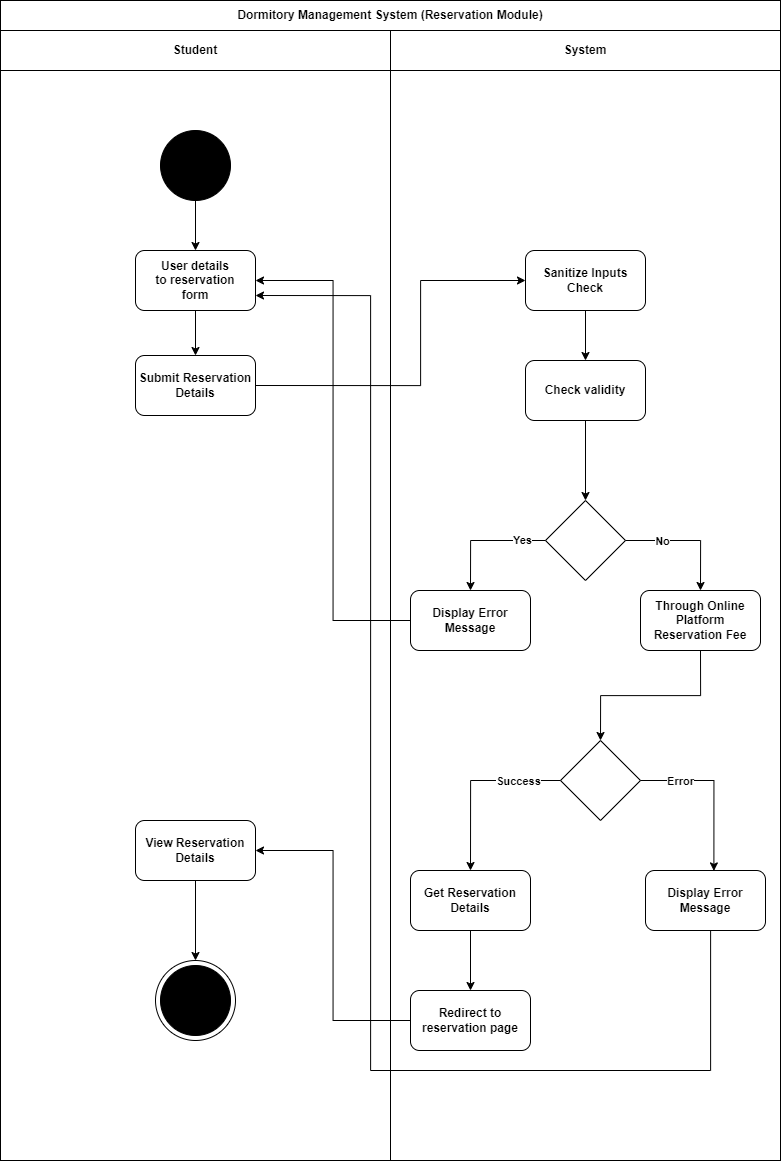 Dormitory Management System (Reservation Module)
Student
System
User details
to reservation
form
Sanitize Inputs
Check
Submit Reservation
Details
Check validity
Yes
No
Display Error
Message
Through Online
Platform
Reservation Fee
Success
Error
View Reservation
Details
Get Reservation
Details
Display Error
Message
Redirect to
reservation page